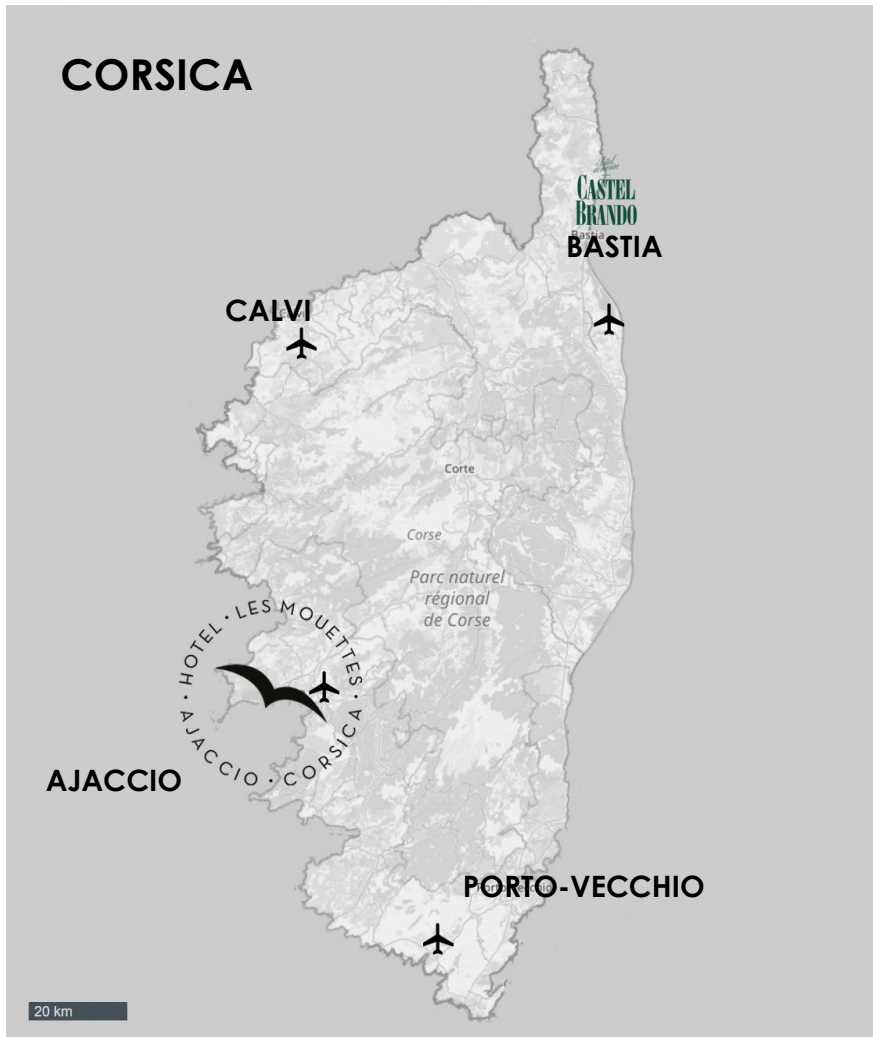 CORSICA
CASTEL
BRANDO
Bastia
BASTIA
CALVI
Corte
Corse
Parc naturel
régional
de Corse
HOTEL · LES MOUETTES ·
AJACCIO · CORSICA ·
AJACCIO
PORTO-VECCHIO
20 km